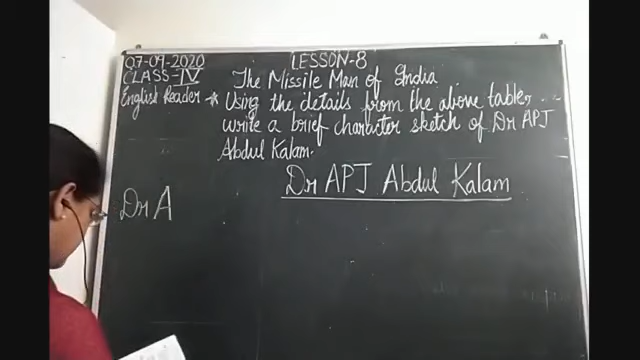 07-09-2020
LESSON-8
CLASS-IV
The Missile Man of India
English Reader
* Using the details from the above table,
write a brief character sketch of Dr APJ
Abdul Kalam.
Dr APJ Abdul Kalam
Dr A